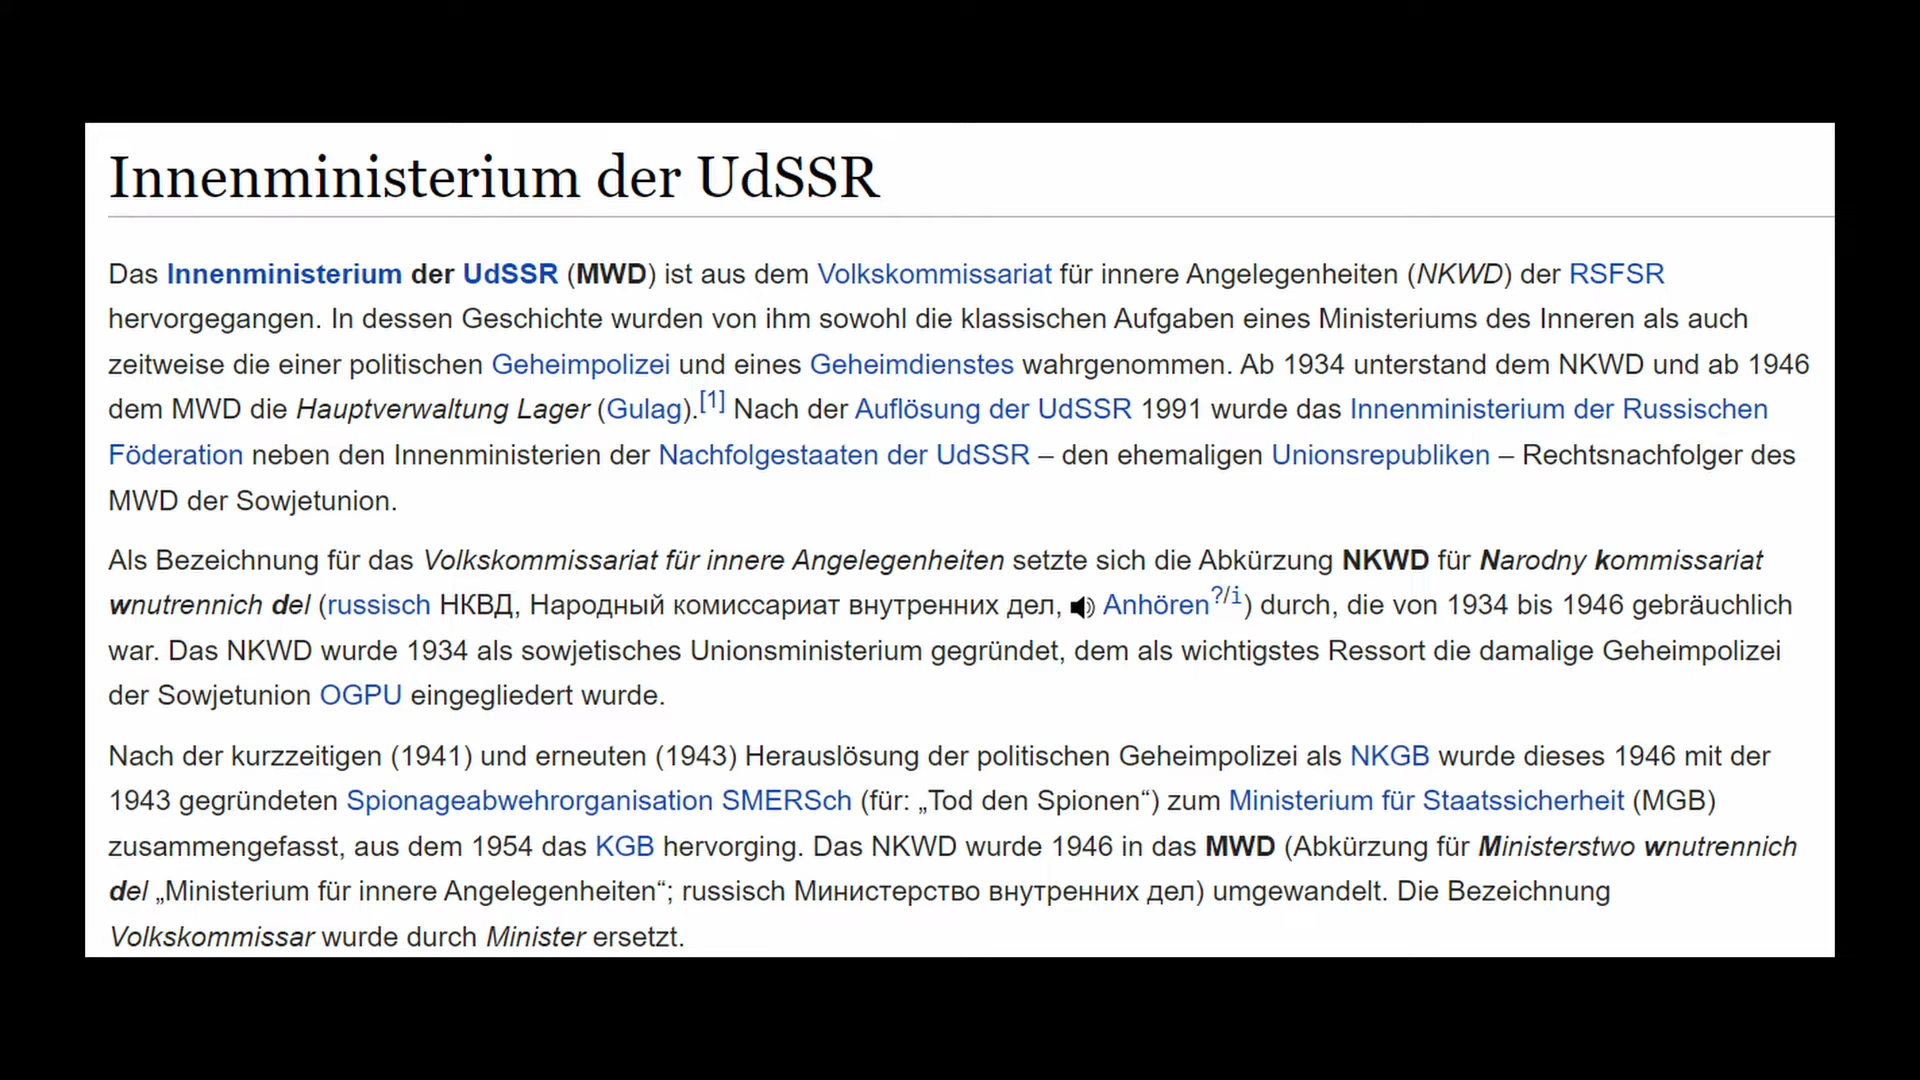 Innenministerium der UdSSR
Das Innenministerium der UdSSR (MWD) ist aus dem Volkskommissariat für innere Angelegenheiten (NKWD) der RSFSR
hervorgegangen. In dessen Geschichte wurden von ihm sowohl die klassischen Aufgaben eines Ministeriums des Inneren als auch
zeitweise die einer politischen Geheimpolizei und eines Geheimdienstes wahrgenommen. Ab 1934 unterstand dem NKWD und ab 1946
dem MWD die Hauptverwaltung Lager (Gulag).[1] Nach der Auflösung der UdSSR 1991 wurde das Innenministerium der Russischen
Föderation neben den Innenministerien der Nachfolgestaaten der UdSSR – den ehemaligen Unionsrepubliken – Rechtsnachfolger des
MWD der Sowjetunion.
Als Bezeichnung für das Volkskommissariat für innere Angelegenheiten setzte sich die Abkürzung NKWD für Narodny kommissariat
wnutrennich del (russisch НКВД, Народный комиссариат внутренних дел, Anhören?/i) durch, die von 1934 bis 1946 gebräuchlich
war. Das NKWD wurde 1934 als sowjetisches Unionsministerium gegründet, dem als wichtigstes Ressort die damalige Geheimpolizei
der Sowjetunion OGPU eingegliedert wurde.
Nach der kurzzeitigen (1941) und erneuten (1943) Herauslösung der politischen Geheimpolizei als NKGB wurde dieses 1946 mit der
1943 gegründeten Spionageabwehrorganisation SMERSch (für: „Tod den Spionen“) zum Ministerium für Staatssicherheit (MGB)
zusammengefasst, aus dem 1954 das KGB hervorging. Das NKWD wurde 1946 in das MWD (Abkürzung für Ministerstwo wnutrennich
del „Ministerium für innere Angelegenheiten“; russisch Министерство внутренних дел) umgewandelt. Die Bezeichnung
Volkskommissar wurde durch Minister ersetzt.